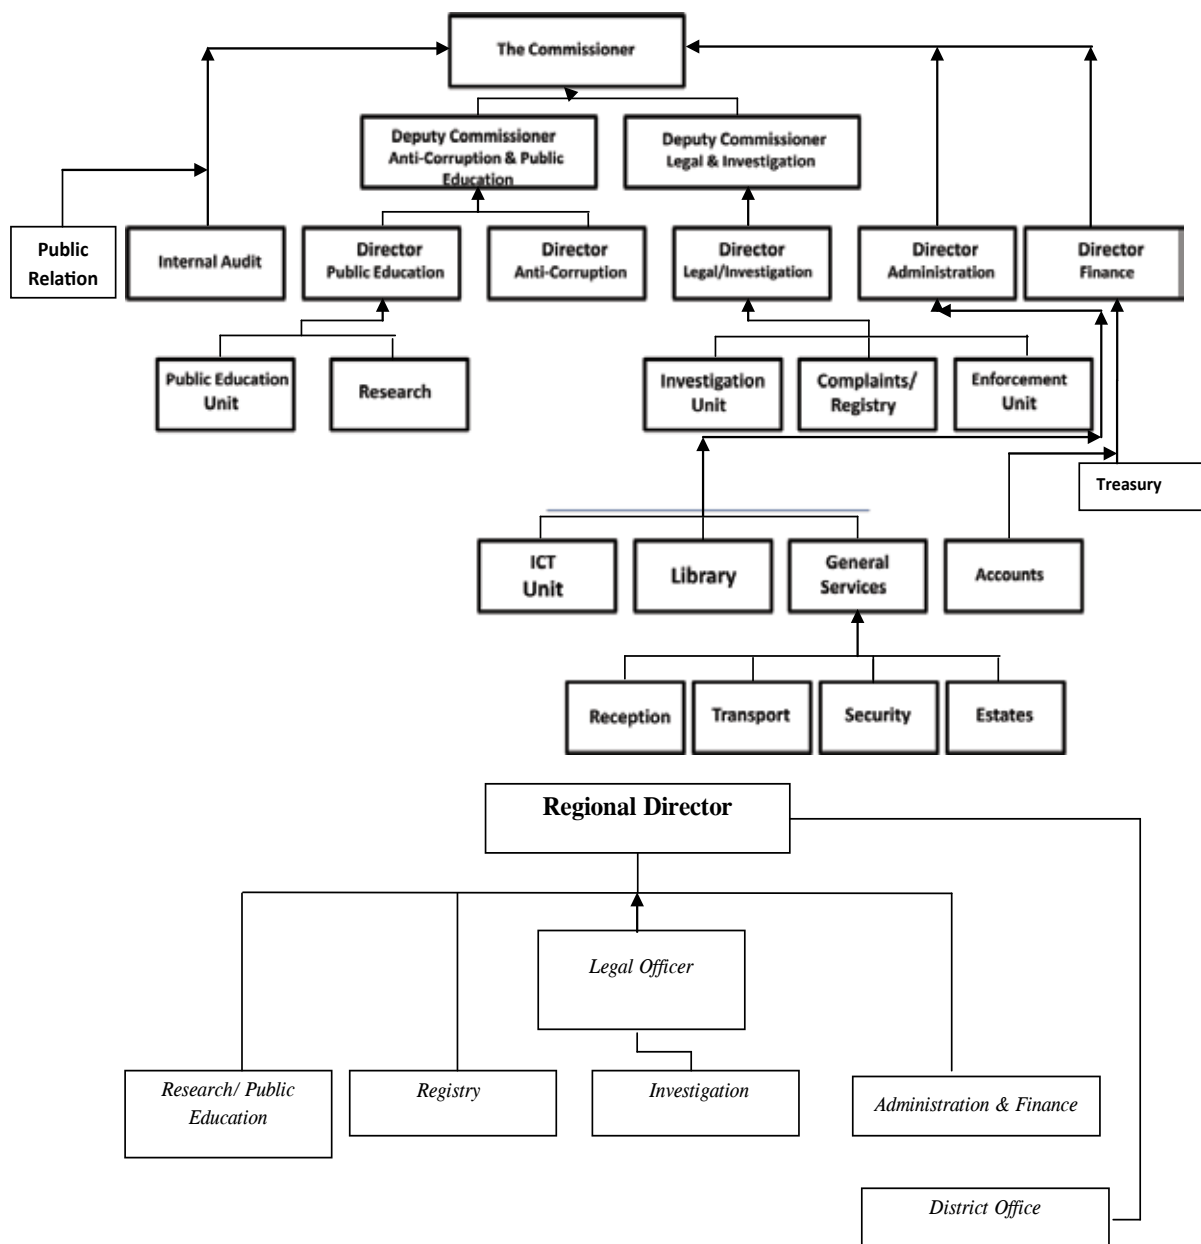 The Commissioner
Deputy Commissioner
Anti-Corruption & Public
Education
Deputy Commissioner
Legal & Investigation
Public
Relation
Internal Audit
Director
Public Education
Director
Anti-Corruption
Director
Legal/Investigation
Director
Administration
Director
Finance
Public Education
Unit
Research
Investigation
Unit
Complaints/
Registry
Enforcement
Unit
Treasury
ICT
Unit
Library
General
Services
Accounts
Reception
Transport
Security
Estates
Regional Director
Legal Officer
Research/ Public
Education
Registry
Investigation
Administration & Finance
District Office